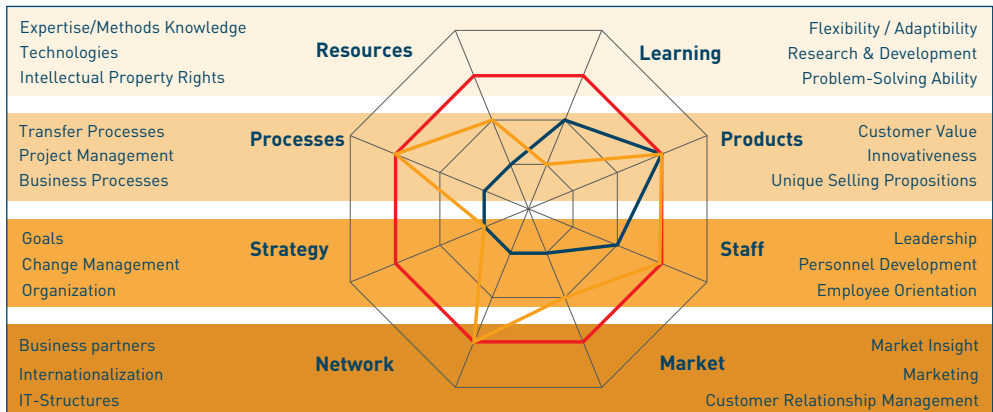 Expertise/Methods Knowledge
Technologies
Intellectual Property Rights
Resources
Learning
Flexibility / Adaptibility
Research & Development
Problem-Solving Ability
Transfer Processes
Project Management
Business Processes
Processes
Products
Customer Value
Innovativeness
Unique Selling Propositions
Goals
Change Management
Organization
Strategy
Staff
Leadership
Personnel Development
Employee Orientation
Business partners
Internationalization
IT-Structures
Network
Market
Market Insight
Marketing
Customer Relationship Management